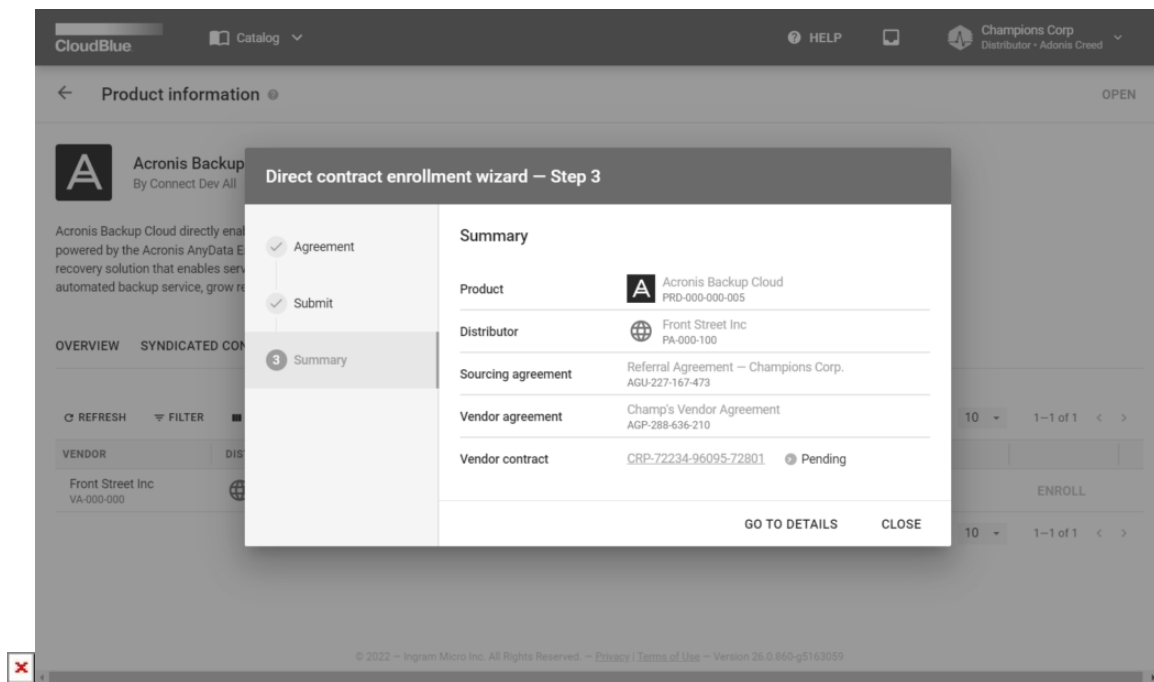 CloudBlue
Catalog
HELP
Champions Corp
Distributor • Adonis Creed
Product information
OPEN
Acronis Backup
By Connect Dev All
Acronis Backup Cloud directly enal
powered by the Acronis AnyData E
recovery solution that enables serv
automated backup service, grow re
OVERVIEW SYNDICATED CON
REFRESH FILTER
10 1–1 of 1
VENDOR DIS
Front Street Inc
VA-000-000
ENROLL
10 1–1 of 1
Direct contract enrollment wizard — Step 3
Agreement
Submit
3 Summary
Summary
Product
Acronis Backup Cloud
PRD-000-000-005
Distributor
Front Street Inc
PA-000-100
Sourcing agreement
Referral Agreement — Champions Corp.
AGU-227-167-473
Vendor agreement
Champ's Vendor Agreement
AGP-288-636-210
Vendor contract
CRP-72234-96095-72801 Pending
GO TO DETAILS CLOSE
© 2022 — Ingram Micro Inc. All Rights Reserved. — Privacy | Terms of Use — Version 26.0.860-g5163059